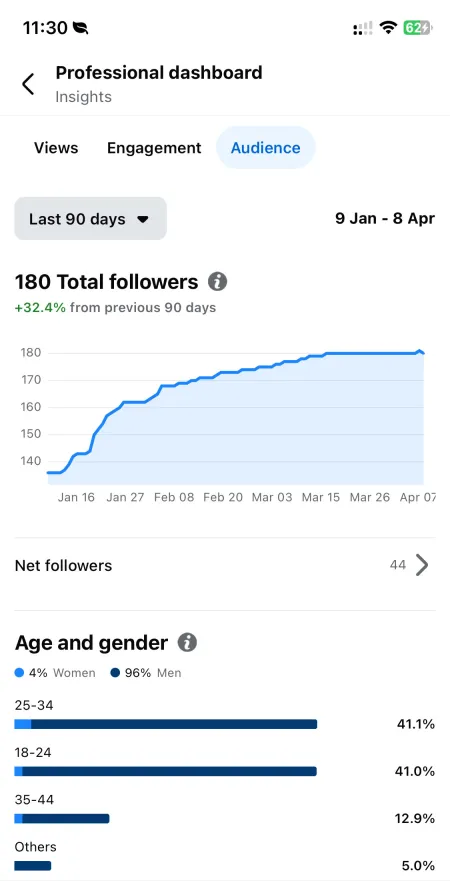 11:30
62
Professional dashboard
Insights
Views Engagement Audience
Last 90 days 9 Jan - 8 Apr
180 Total followers
+32.4% from previous 90 days
180
170
160
150
140
Jan 16 Jan 27 Feb 08 Feb 20 Mar 03 Mar 15 Mar 26 Apr 07
Net followers 44
Age and gender
4% Women 96% Men
25-34
41.1%
18-24
41.0%
35-44
12.9%
Others
5.0%